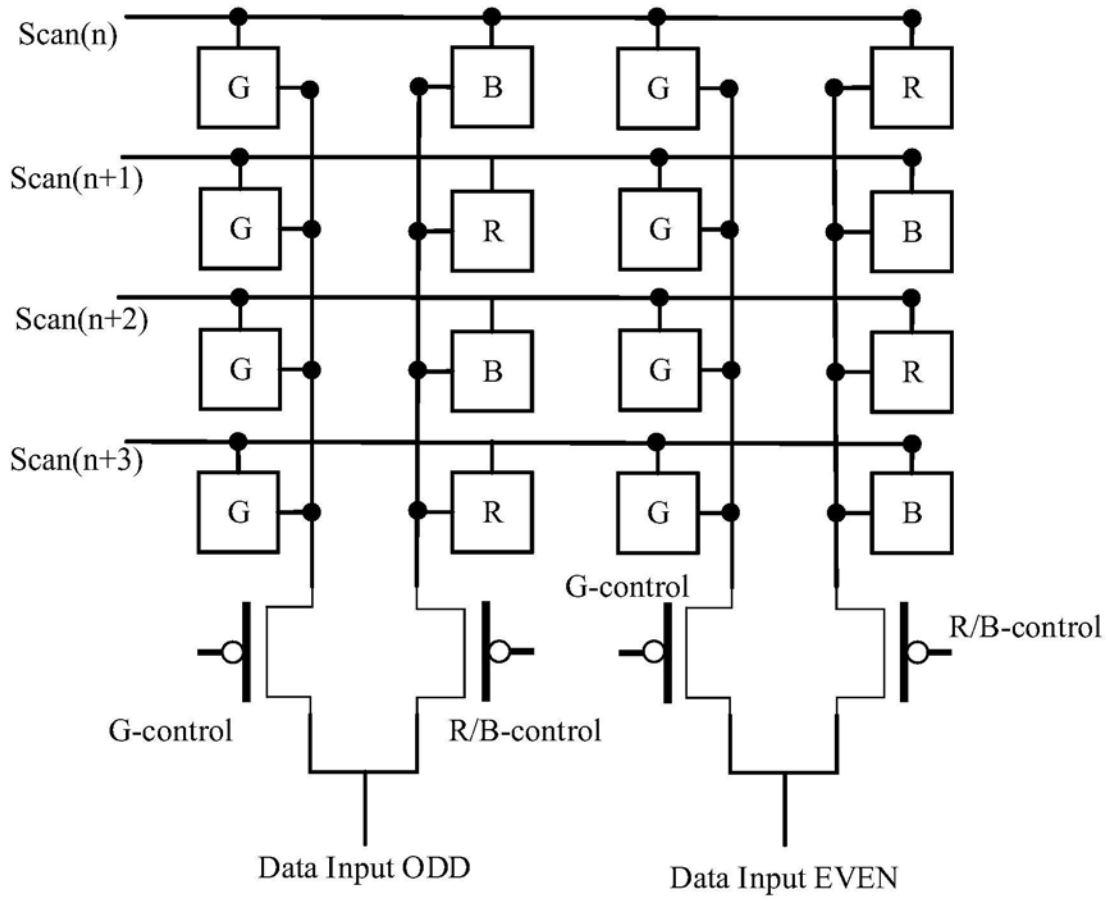 Scan(n)
G B G R
Scan(n+1)
G R G B
Scan(n+2)
G B G R
Scan(n+3)
G R G B
G-control
R/B-control
G-control
R/B-control
Data Input ODD
Data Input EVEN